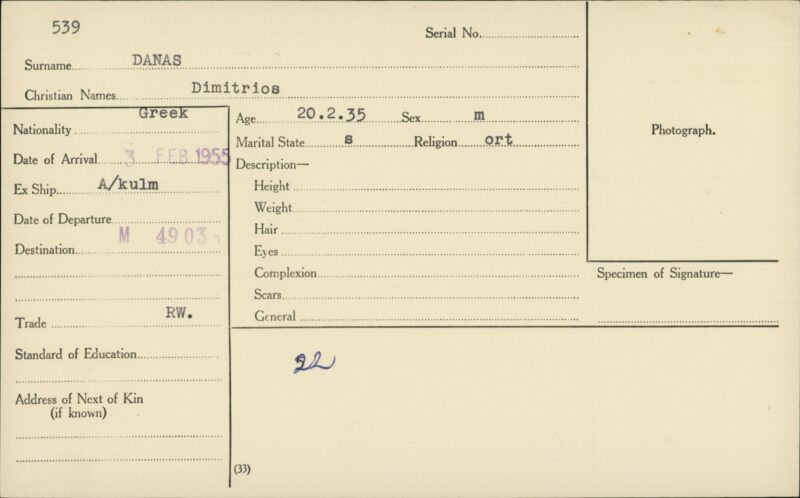 539
Serial No.
Surname DANAS
Christian Names Dimitrios
Nationality Greek
Date of Arrival 3 FEB 1955
Ex Ship A/kulm
Date of Departure
M 4903-
Destination
Trade RW.
Standard of Education
Address of Next of Kin
(if known)
Age 20.2.35 Sex m
Marital State s Religion ort
Description—
Height
Weight
Hair
Eyes
Complexion
Scars
General
Photograph.
Specimen of Signature—
22
(33)